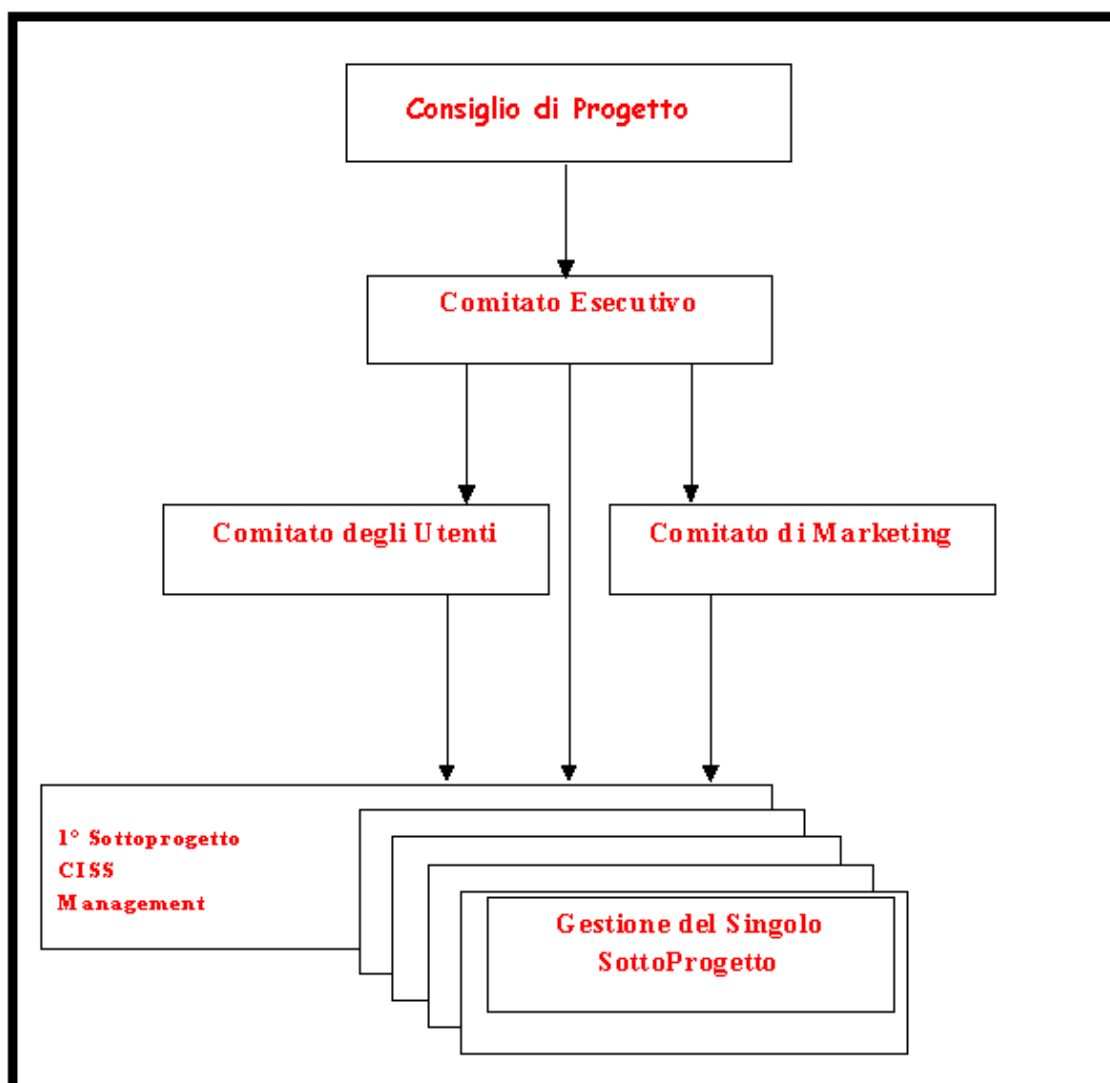 Consiglio di Progetto
Comitato Esecutivo
Comitato degli Utenti
Comitato di Marketing
1° Sottoprogetto
CISS
Management
Gestione del Singolo
SottoProgetto